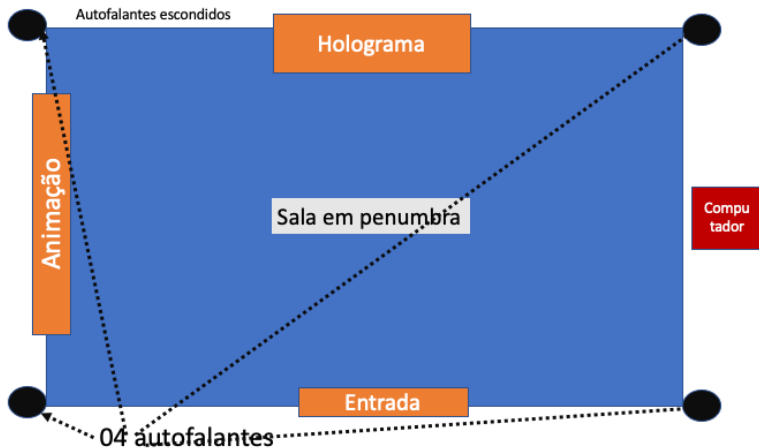 Autofalantes escondidos
Holograma
Animação
Sala em penumbra
Compu
tador
Entrada
04 autofalantes